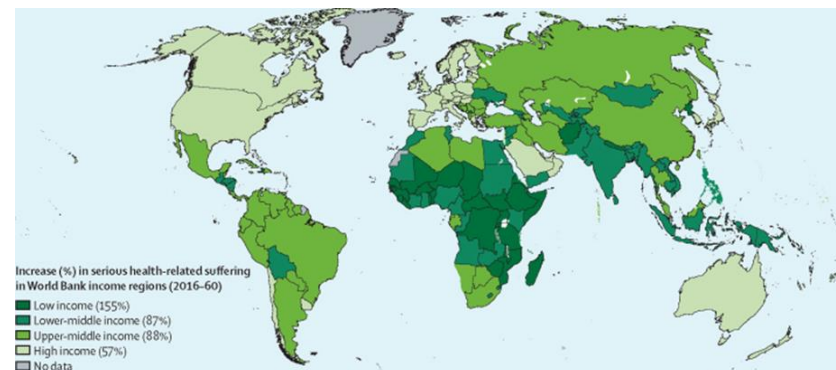 Increase (%) in serious health-related suffering
in World Bank income regions (2016–60)
Low income (155%)
Lower-middle income (87%)
Upper-middle income (88%)
High income (57%)
No data